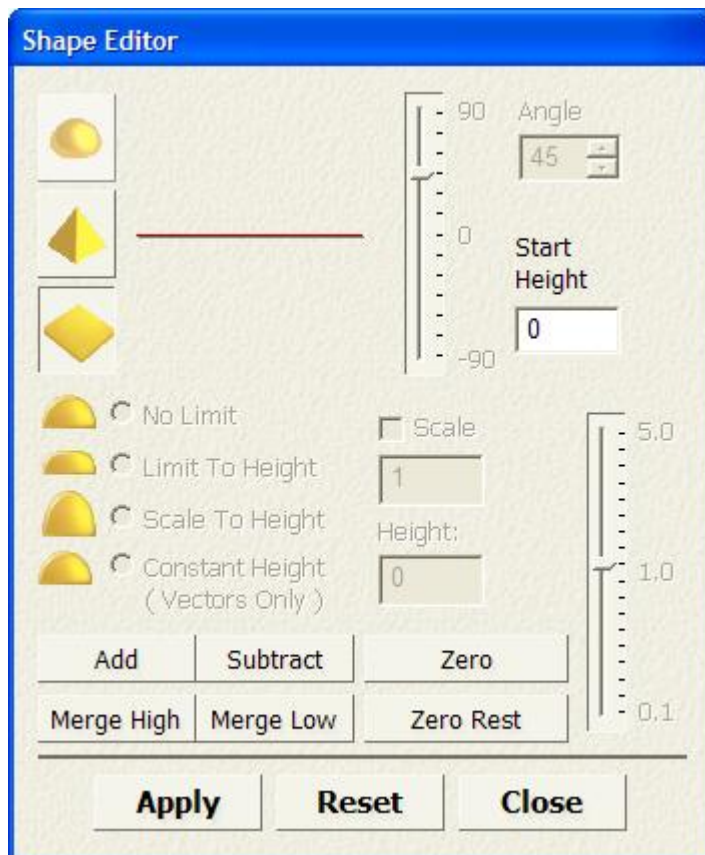 Shape Editor
90
Angle
45
0
Start
Height
0
-90
No Limit
Scale
5.0
Limit To Height
1
Scale To Height
Height:
Constant Height
( Vectors Only )
0
1.0
Add
Subtract
Zero
Merge High
Merge Low
Zero Rest
0.1
Apply
Reset
Close